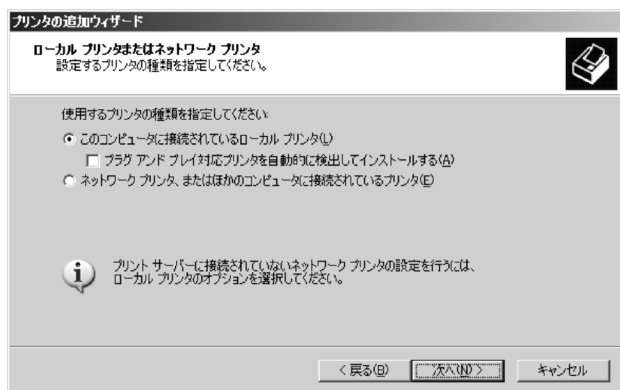 プリンタの追加ウィザード
ローカル プリンタまたはネットワーク プリンタ
設定するプリンタの種類を指定してください。
使用するプリンタの種類を指定してください:
このコンピュータに接続されているローカル プリンタ(L)
プラグ アンド プレイ対応プリンタを自動的に検出してインストールする(A)
ネットワーク プリンタ、またはほかのコンピュータに接続されているプリンタ(E)
プリント サーバーに接続されていないネットワーク プリンタの設定を行うには、
ローカル プリンタのオプションを選択してください。
< 戻る(B) 次へ(N) > キャンセル